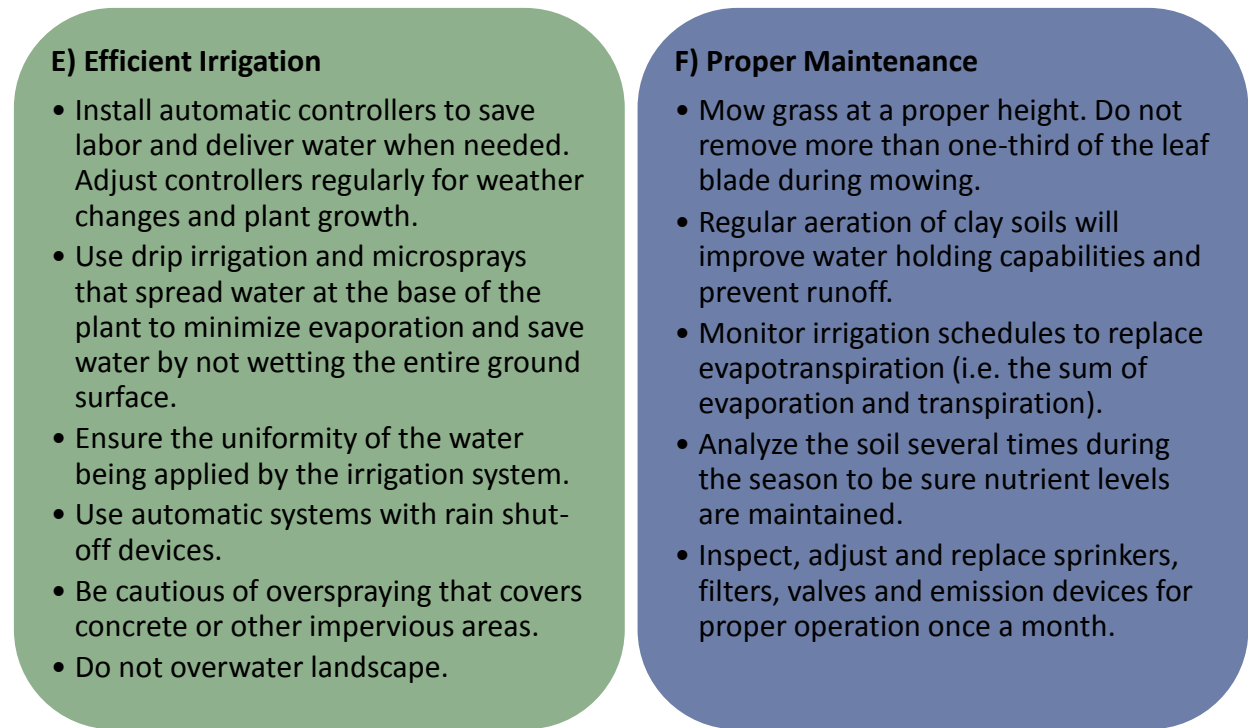 E) Efficient Irrigation
• Install automatic controllers to save
labor and deliver water when needed.
Adjust controllers regularly for weather
changes and plant growth.
• Use drip irrigation and microsprays
that spread water at the base of the
plant to minimize evaporation and save
water by not wetting the entire ground
surface.
• Ensure the uniformity of the water
being applied by the irrigation system.
• Use automatic systems with rain shut-
off devices.
• Be cautious of overspraying that covers
concrete or other impervious areas.
• Do not overwater landscape.
F) Proper Maintenance
• Mow grass at a proper height. Do not
remove more than one-third of the leaf
blade during mowing.
• Regular aeration of clay soils will
improve water holding capabilities and
prevent runoff.
• Monitor irrigation schedules to replace
evapotranspiration (i.e. the sum of
evaporation and transpiration).
• Analyze the soil several times during
the season to be sure nutrient levels
are maintained.
• Inspect, adjust and replace sprinkers,
filters, valves and emission devices for
proper operation once a month.